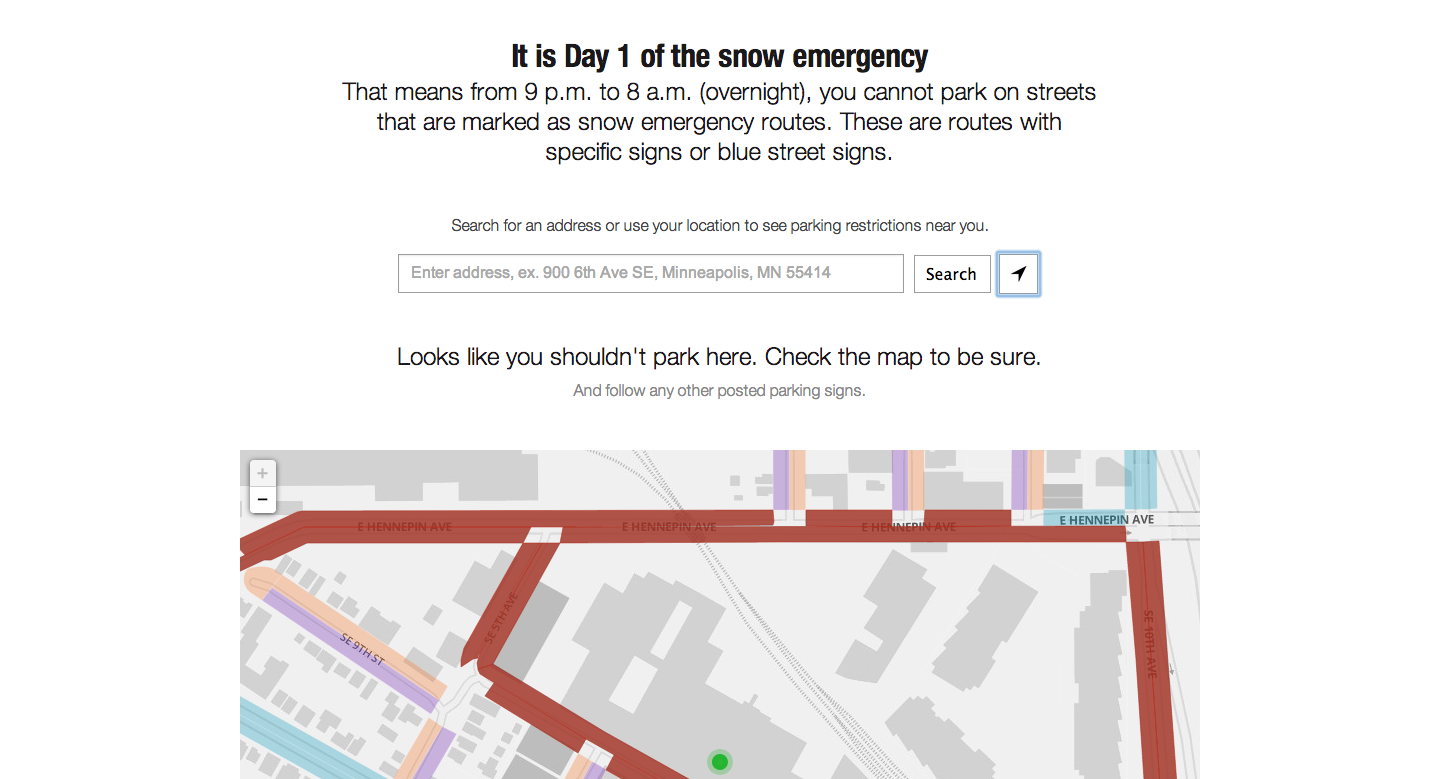 It is Day 1 of the snow emergency
That means from 9 p.m. to 8 a.m. (overnight), you cannot park on streets
that are marked as snow emergency routes. These are routes with
specific signs or blue street signs.
Search for an address or use your location to see parking restrictions near you.
Enter address, ex. 900 6th Ave SE, Minneapolis, MN 55414
Search
Looks like you shouldn't park here. Check the map to be sure.
And follow any other posted parking signs.
+
−
E HENNEPIN AVE
E HENNEPIN AVE
E HENNEPIN AVE
E HENNEPIN AVE
SE 5TH AVE
SE 9TH ST
SE 10TH AVE